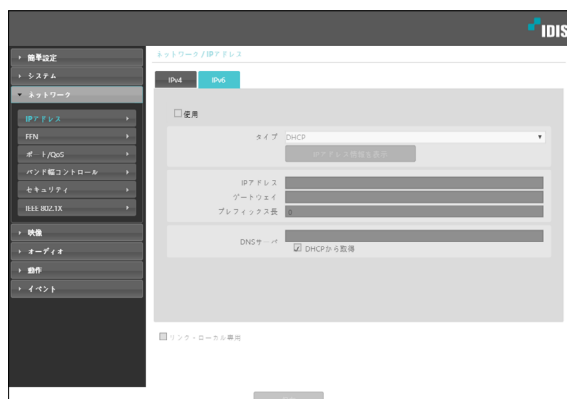 IDIS
簡単設定
システム
ネットワーク
IPアドレス
FEN
ポート/QoS
バンド幅コントロール
セキュリティ
IEEE 802.1X
映像
オーディオ
動作
イベント
ネットワーク / IPアドレス
IPv4 IPv6
使用
タイプ DHCP
IPアドレス情報を表示
IPアドレス
ゲートウェイ
プレフィックス長 0
DNSサーバ
DHCPから取得
リンク・ローカル専用